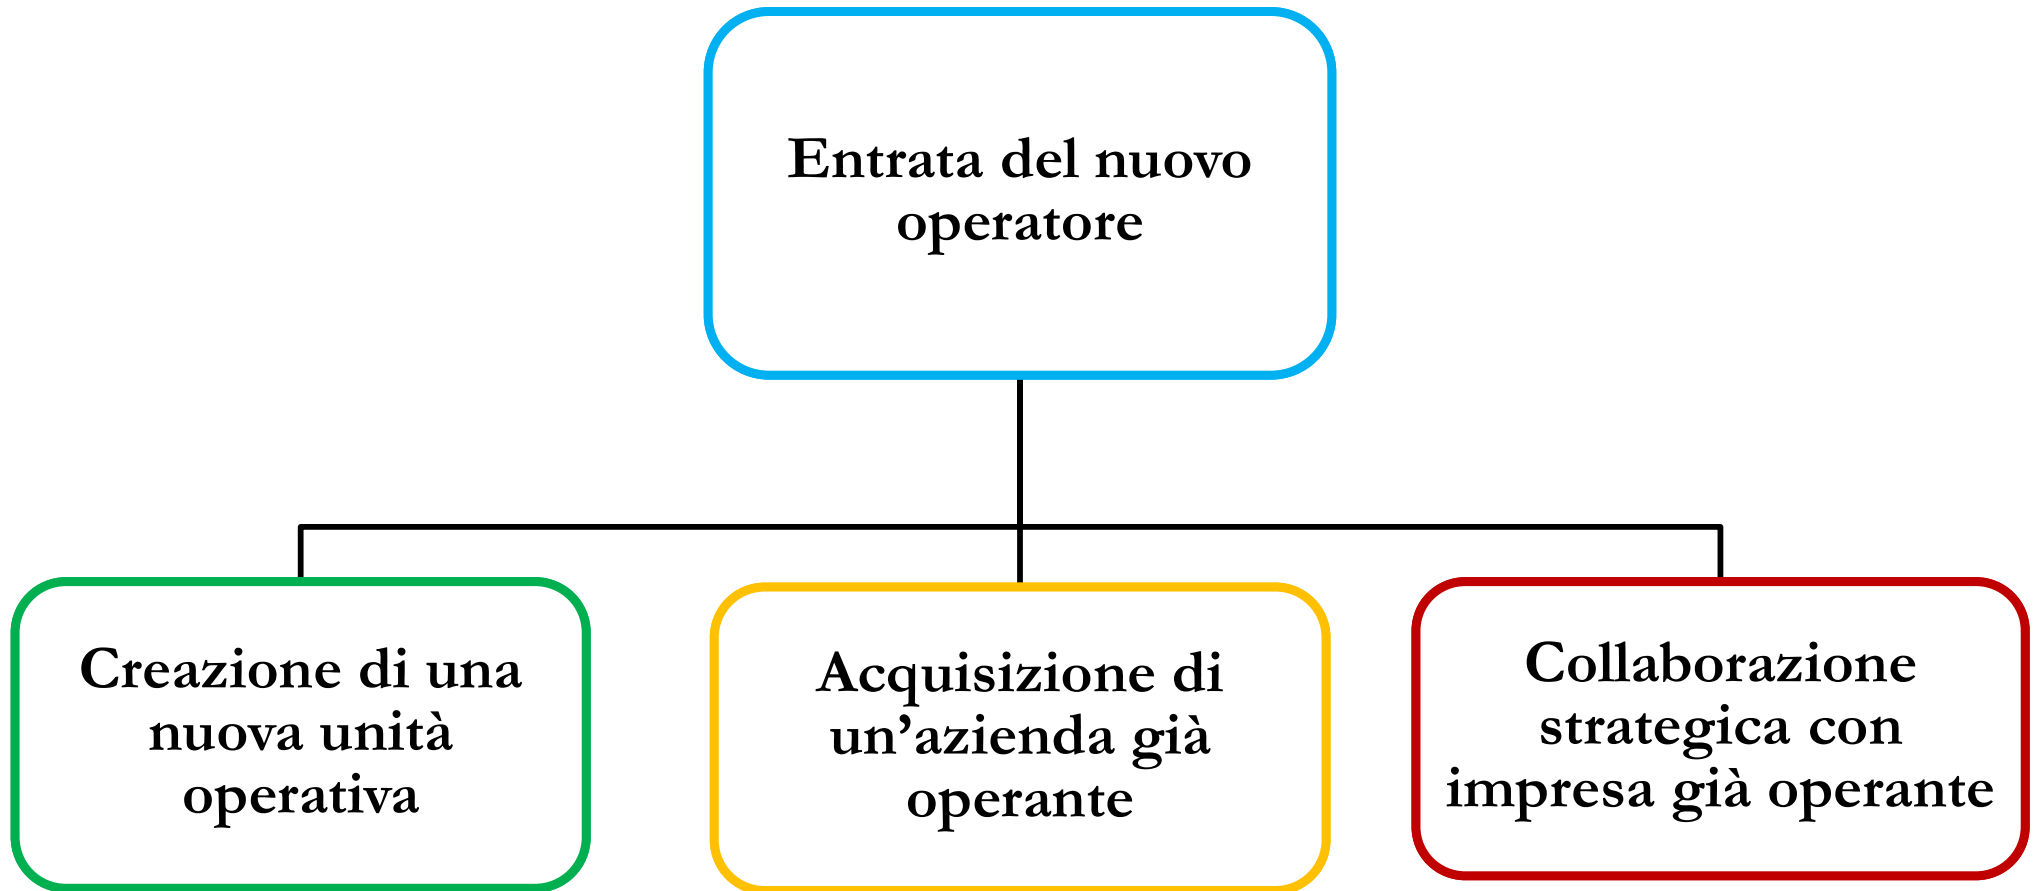 Entrata del nuovo
operatore
Creazione di una
nuova unità
operativa
Acquisizione di
un’azienda già
operante
Collaborazione
strategica con
impresa già operante